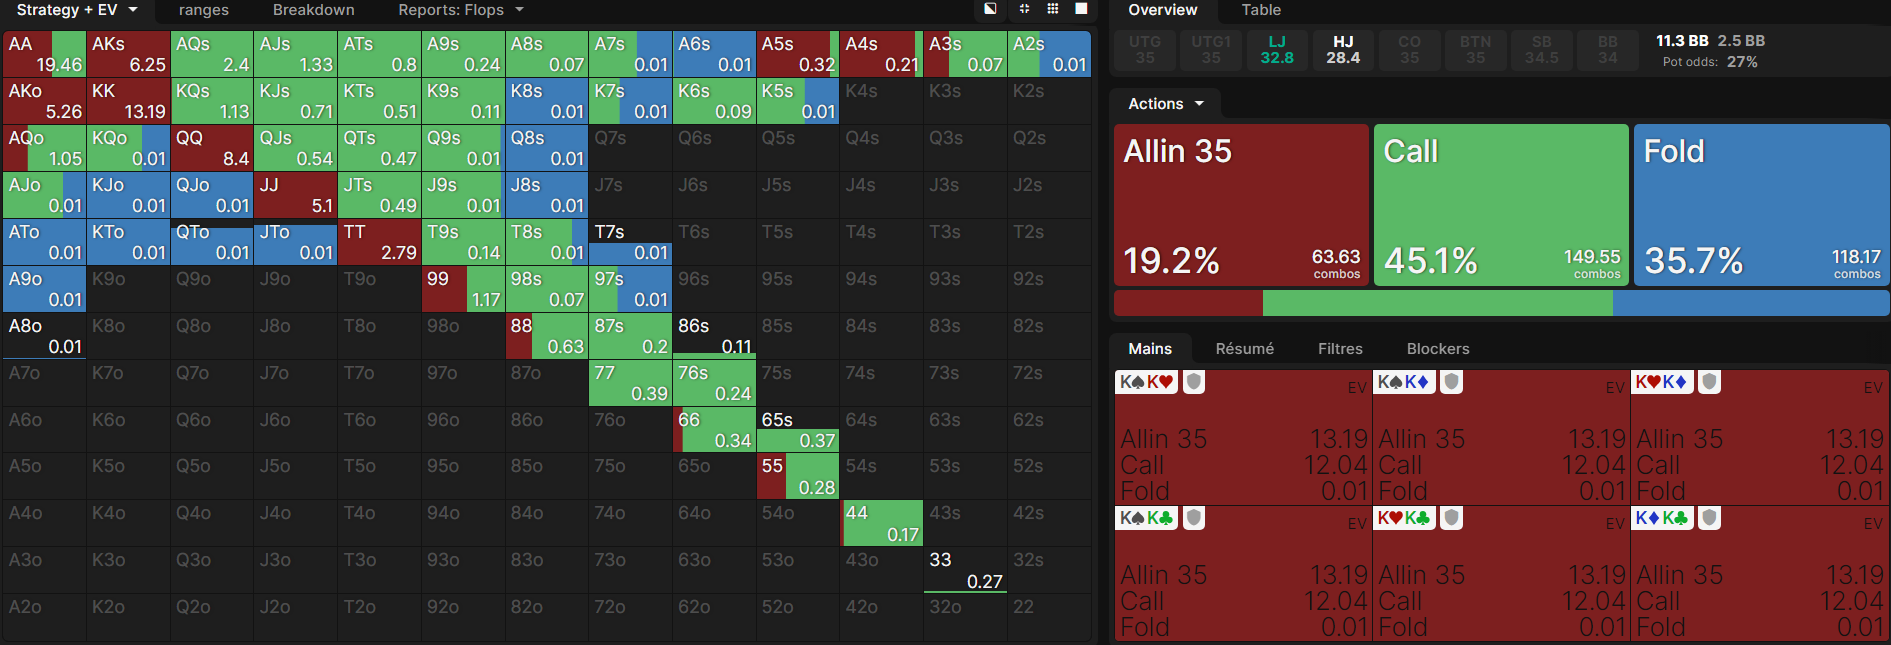 Strategy + EV ranges Breakdown Reports: Flops
AA 19.46 AKs 6.25 AQs 2.4 AJs 1.33 ATs 0.8 A9s 0.24 A8s 0.07 A7s 0.01 A6s 0.01 A5s 0.32 A4s 0.21 A3s 0.07 A2s 0.01
AKo 5.26 KK 13.19 KQs 1.13 KJs 0.71 KTs 0.51 K9s 0.11 K8s 0.01 K7s 0.01 K6s 0.09 K5s 0.01 K4s K3s K2s
AQo 1.05 KQo 0.01 QQ 8.4 QJs 0.54 QTs 0.47 Q9s 0.01 Q8s 0.01 Q7s Q6s Q5s Q4s Q3s Q2s
AJo 0.01 KJo 0.01 QJo 0.01 JJ 5.1 JTs 0.49 J9s 0.01 J8s 0.01 J7s J6s J5s J4s J3s J2s
ATo 0.01 KTo 0.01 QTo 0.01 JTo 0.01 TT 2.79 T9s 0.14 T8s 0.01 T7s 0.01 T6s T5s T4s T3s T2s
A9o 0.01 K9o Q9o J9o T9o 99 1.17 98s 0.07 97s 0.01 96s 95s 94s 93s 92s
A8o 0.01 K8o Q8o J8o T8o 98o 88 0.63 87s 0.2 86s 0.11 85s 84s 83s 82s
A7o K7o Q7o J7o T7o 97o 87o 77 0.39 76s 0.24 75s 74s 73s 72s
A6o K6o Q6o J6o T6o 96o 86o 76o 66 0.34 65s 0.37 64s 63s 62s
A5o K5o Q5o J5o T5o 95o 85o 75o 65o 55 0.28 54s 53s 52s
A4o K4o Q4o J4o T4o 94o 84o 74o 64o 54o 44 0.17 43s 42s
A3o K3o Q3o J3o T3o 93o 83o 73o 63o 53o 43o 33 0.27 32s
A2o K2o Q2o J2o T2o 92o 82o 72o 62o 52o 42o 32o 22
Overview Table
UTG UTG1 LJ HJ CO BTN SB BB 11.3 BB 2.5 BB
35 35 32.8 28.4 35 35 34.5 34 Pot odds: 27%
Actions
Allin 35 Call Fold
19.2% 63.63 combos 45.1% 149.55 combos 35.7% 118.17 combos
Mains Résumé Filtres Blockers
K♠K♥ EV K♠K♦ EV K♥K♦ EV
Allin 35 13.19 Allin 35 13.19 Allin 35 13.19
Call 12.04 Call 12.04 Call 12.04
Fold 0.01 Fold 0.01 Fold 0.01
K♠K♣ EV K♥K♣ EV K♦K♣ EV
Allin 35 13.19 Allin 35 13.19 Allin 35 13.19
Call 12.04 Call 12.04 Call 12.04
Fold 0.01 Fold 0.01 Fold 0.01